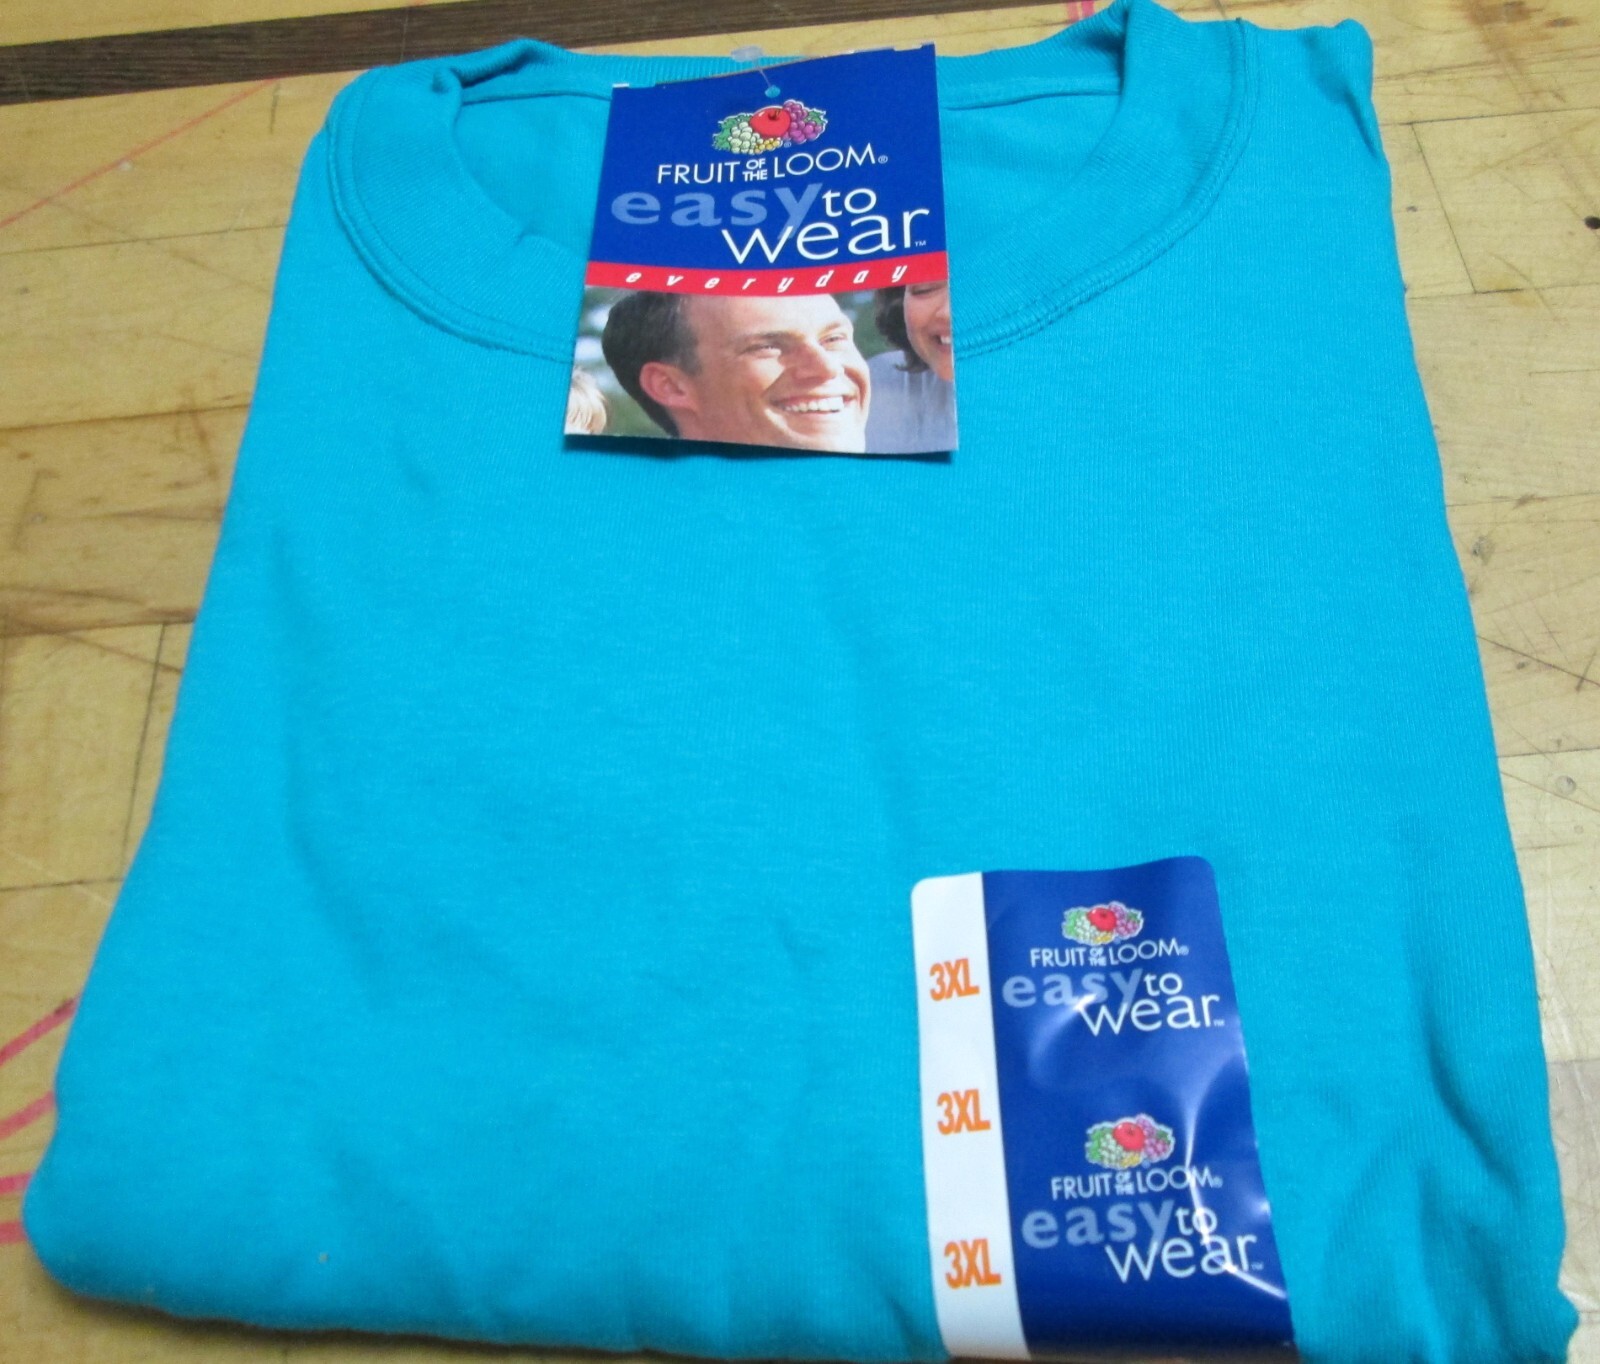 FRUIT OF THE LOOM®
easy to
wear™
everyday
FRUIT OF THE LOOM®
3XL
easy to
wear™
3XL
FRUIT OF THE LOOM®
easy to
3XL
wear™